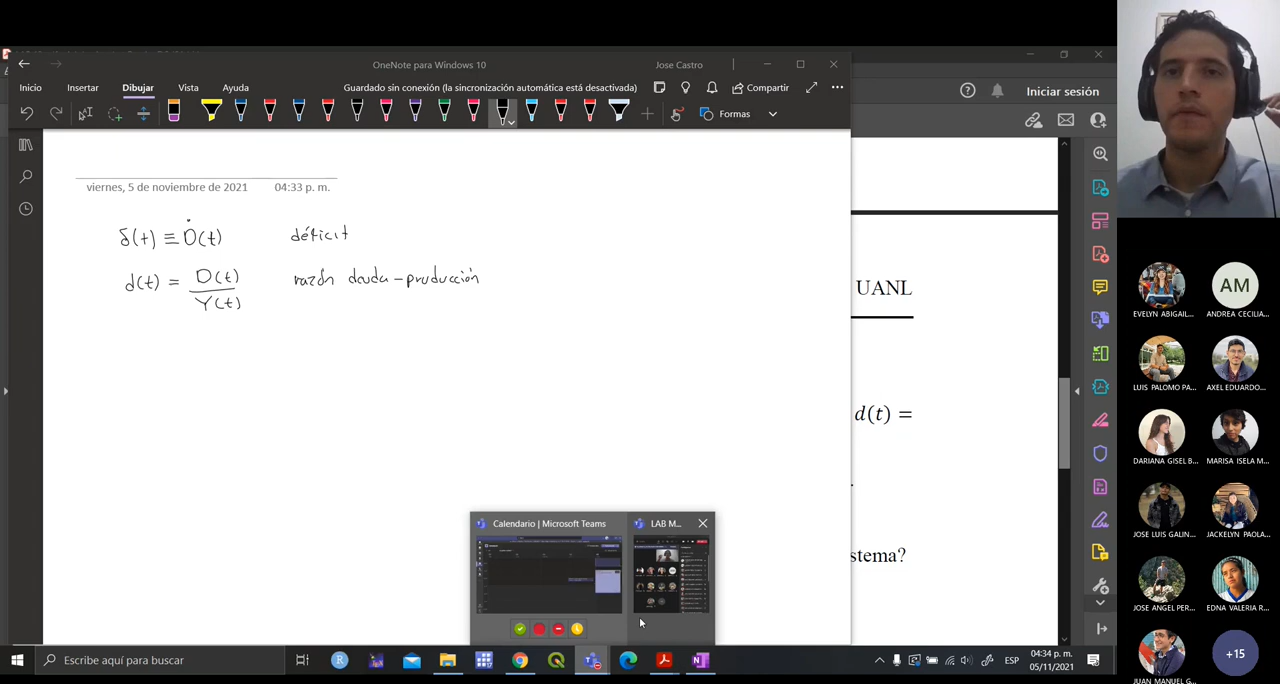 OneNote para Windows 10
Jose Castro
Inicio
Insertar
Dibujar
Vista
Ayuda
Guardado sin conexión (la sincronización automática está desactivada)
Compartir
Iniciar sesión
Formas
viernes, 5 de noviembre de 2021
04:33 p. m.
δ(t) ≡ Ḋ(t) déficit
d(t) = D(t) / Y(t) razón deuda-producción
UANL
d(t) =
stema?
Calendario | Microsoft Teams
LAB M...
EVELYN ABIGAIL...
AM
ANDREA CECILIA...
LUIS PALOMO PA...
AXEL EDUARDO...
DARIANA GISEL B...
MARISA ISELA M...
JOSE LUIS GALIN...
JACKELYN PAOLA...
JOSE ANGEL PER...
EDNA VALERIA R...
JUAN MANUEL G...
+15
Escribe aquí para buscar
ESP
04:34 p. m.
05/11/2021